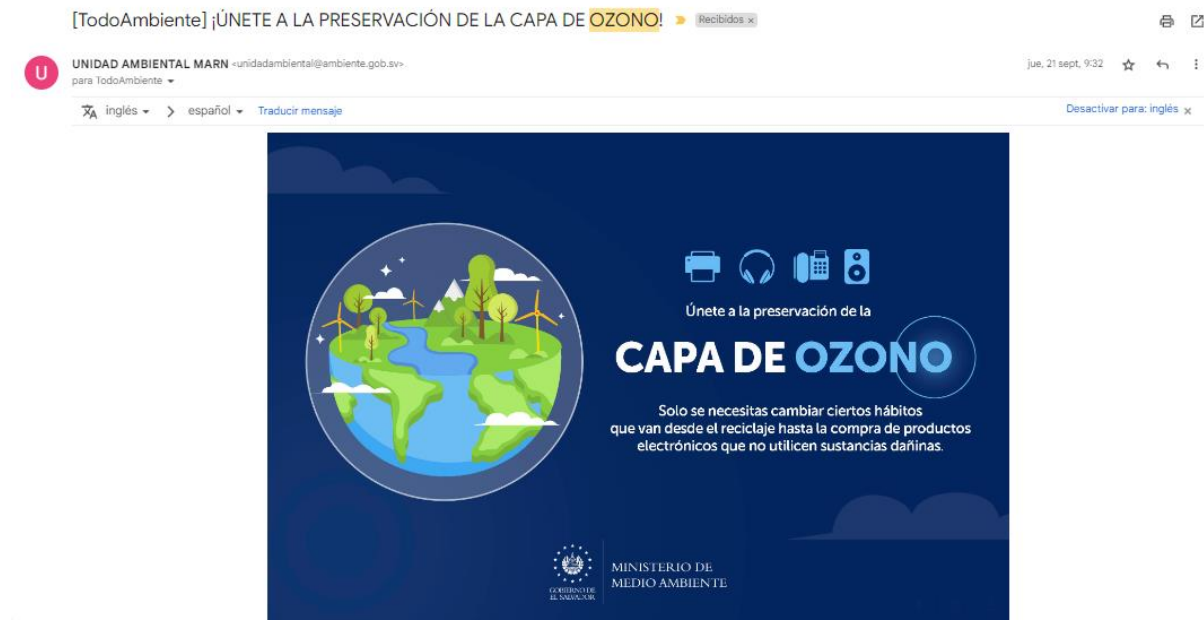 [TodoAmbiente] ¡ÚNETE A LA PRESERVACIÓN DE LA CAPA DE OZONO! Recibidos x
U
UNIDAD AMBIENTAL MARN <unidadambiental@ambiente.gob.sv>
jue, 21 sept, 9:32
para TodoAmbiente
inglés > español Traducir mensaje
Desactivar para: inglés x
Únete a la preservación de la
CAPA DE OZONO
Solo se necesitas cambiar ciertos hábitos
que van desde el reciclaje hasta la compra de productos
electrónicos que no utilicen sustancias dañinas.
GOBIERNO DE
EL SALVADOR
MINISTERIO DE
MEDIO AMBIENTE